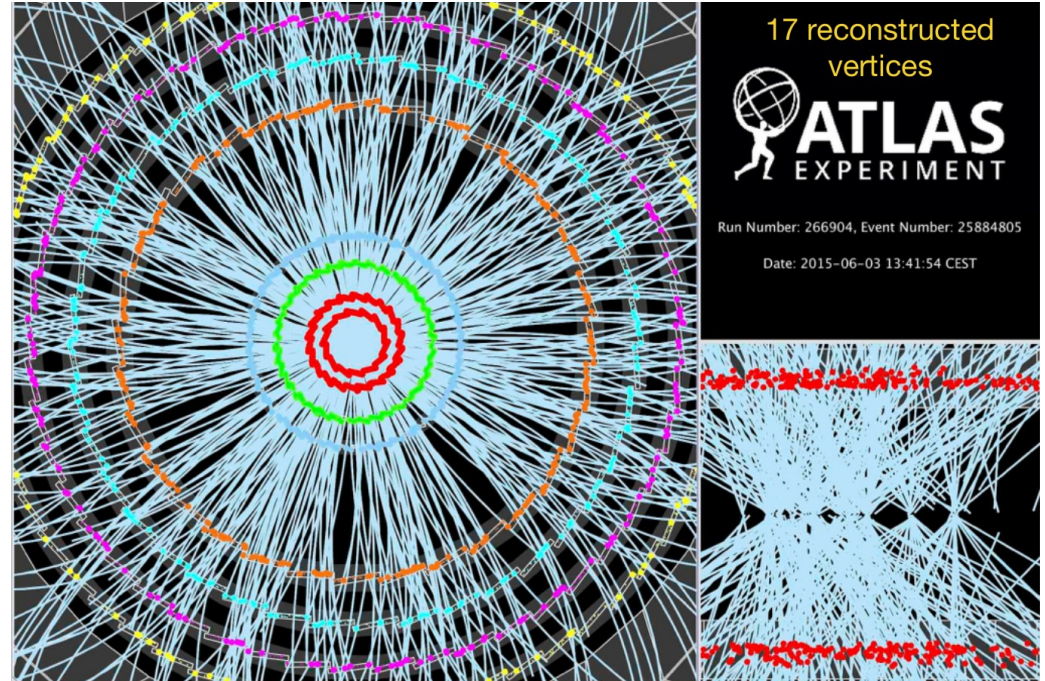 17 reconstructed
vertices
ATLAS
EXPERIMENT
Run Number: 266904, Event Number: 25884805
Date: 2015-06-03 13:41:54 CEST